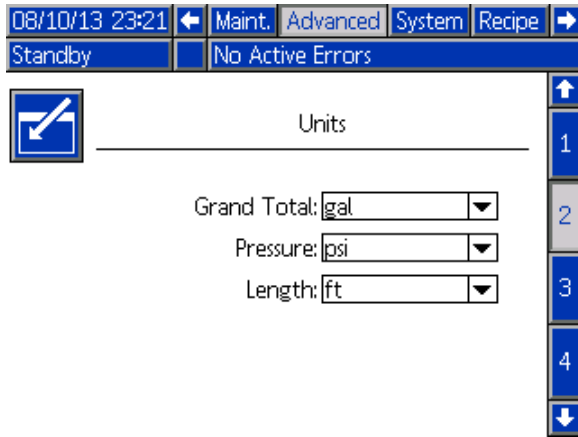 08/10/13 23:21 Maint. Advanced System Recipe
Standby No Active Errors
Units
1
Grand Total: gal
2
Pressure: psi
Length: ft
3
4